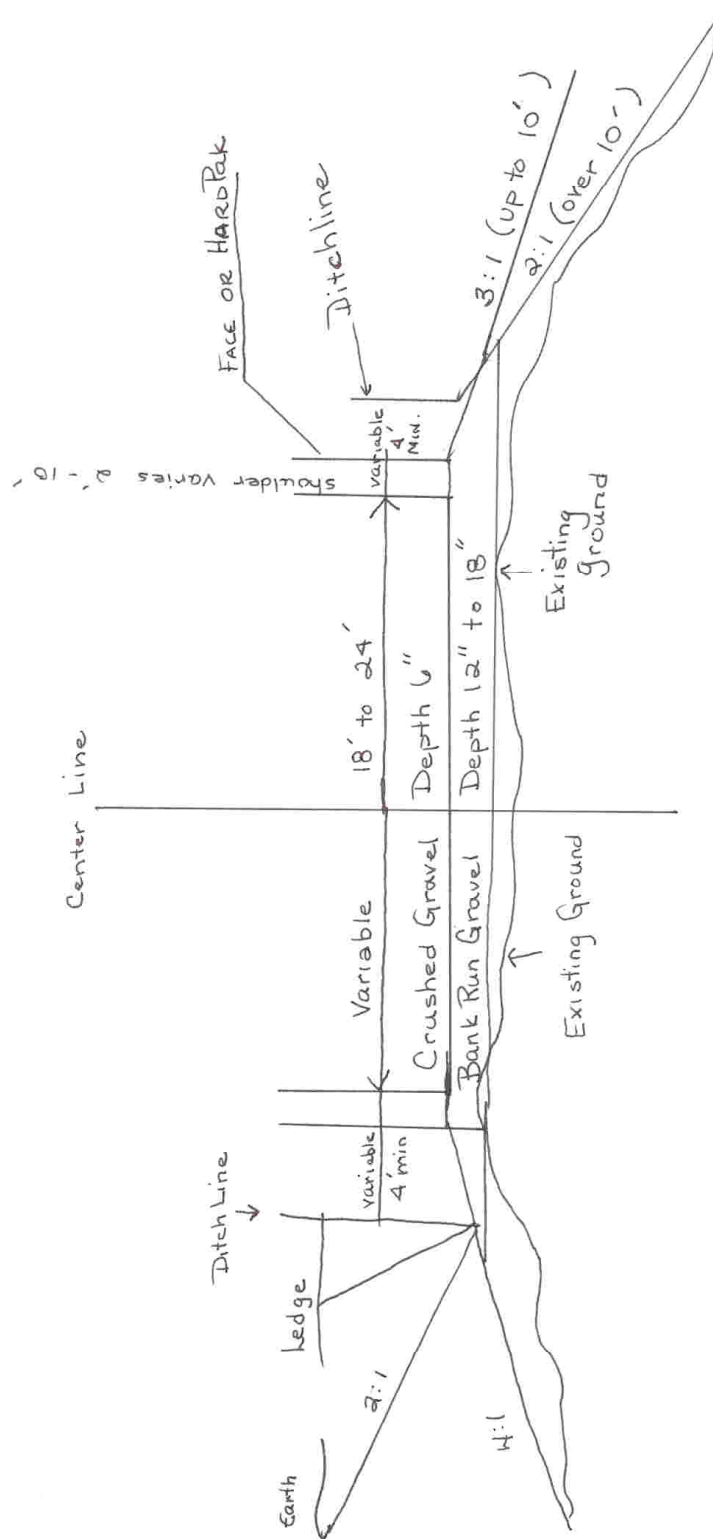 Center Line
FACE OR HARDPak
shoulder varies 2'-10'
Ditch Line
Ditchline
Ledge
Earth
variable
4' min
Variable
18' to 24'
variable
4'
MIN.
Crushed Gravel Depth 6"
Bank Run Gravel Depth 12" to 18"
2:1
4:1
3:1 (up to 10')
2:1 (over 10')
Existing Ground
Existing
ground